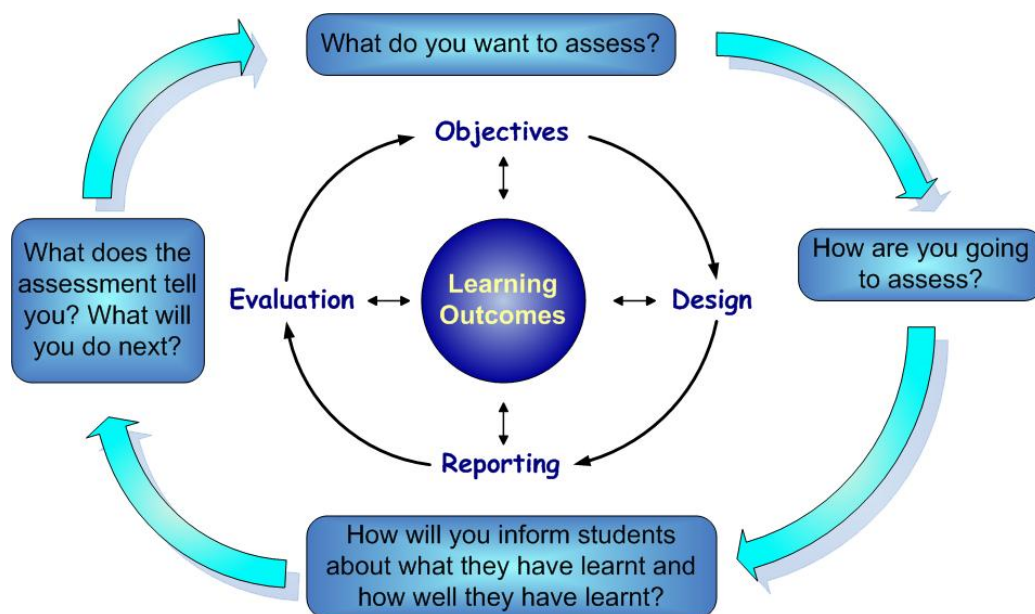 What do you want to assess?
Objectives
How are you going
to assess?
What does the
assessment tell
you? What will
you do next?
Evaluation
Learning
Outcomes
Design
Reporting
How will you inform students
about what they have learnt and
how well they have learnt?